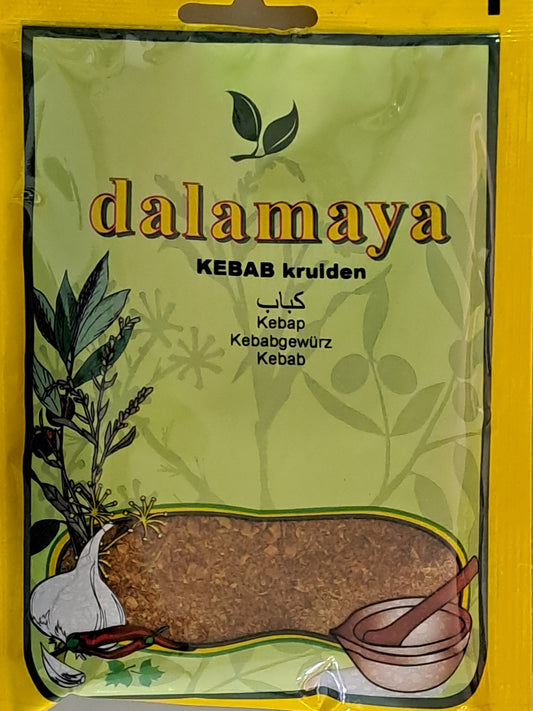 dalamaya
KEBAB kruiden
كباب
Kebap
Kebabgewürz
Kebab